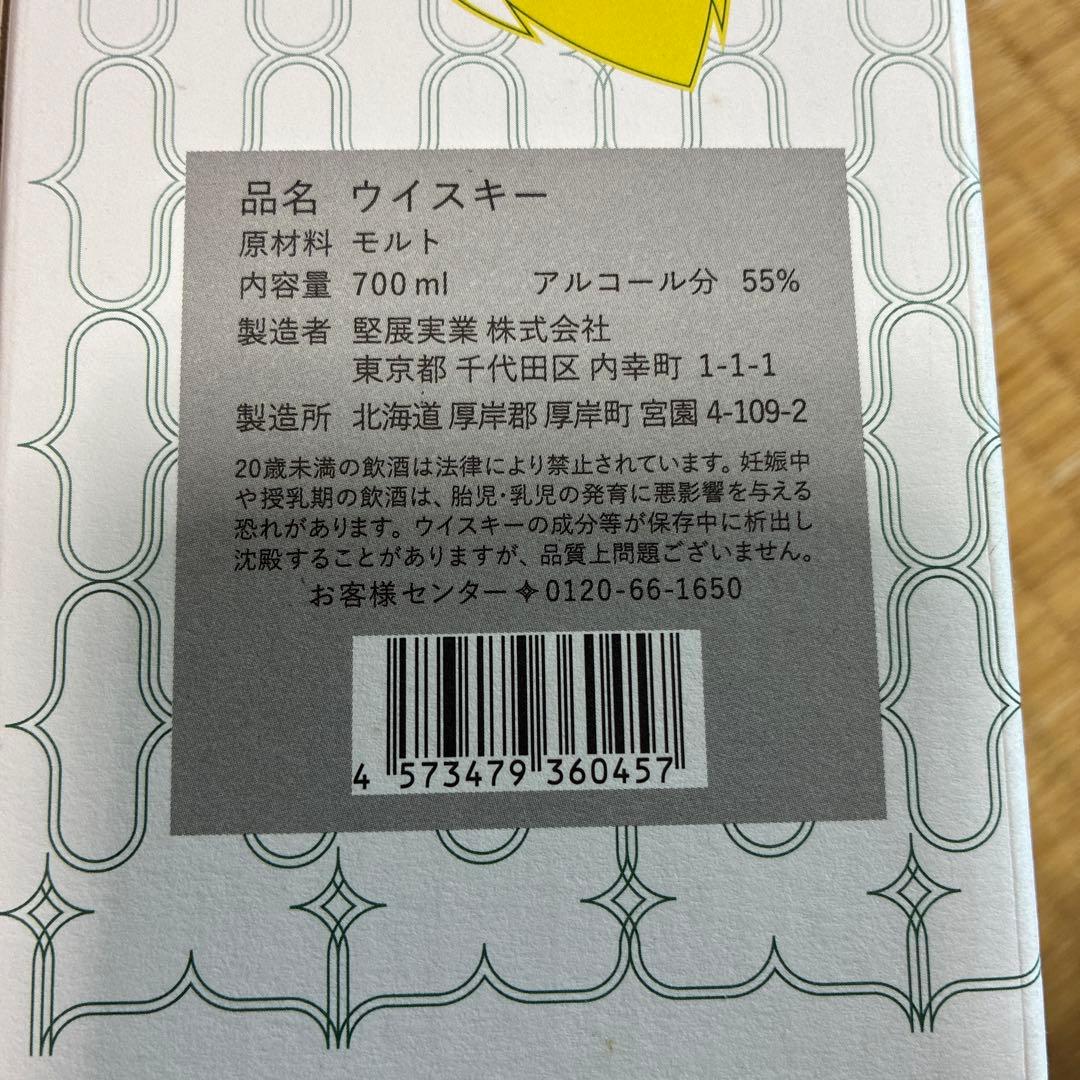 品名 ウイスキー
原材料 モルト
内容量 700ml アルコール分 55%
製造者 堅展実業 株式会社
東京都 千代田区 内幸町 1-1-1
製造所 北海道 厚岸郡 厚岸町 宮園 4-109-2
20歳未満の飲酒は法律により禁止されています。妊娠中
や授乳期の飲酒は、胎児・乳児の発育に悪影響を与える
恐れがあります。ウイスキーの成分等が保存中に析出し
沈殿することがありますが、品質上問題ございません。
お客様センター✧0120-66-1650
4 573479 360457